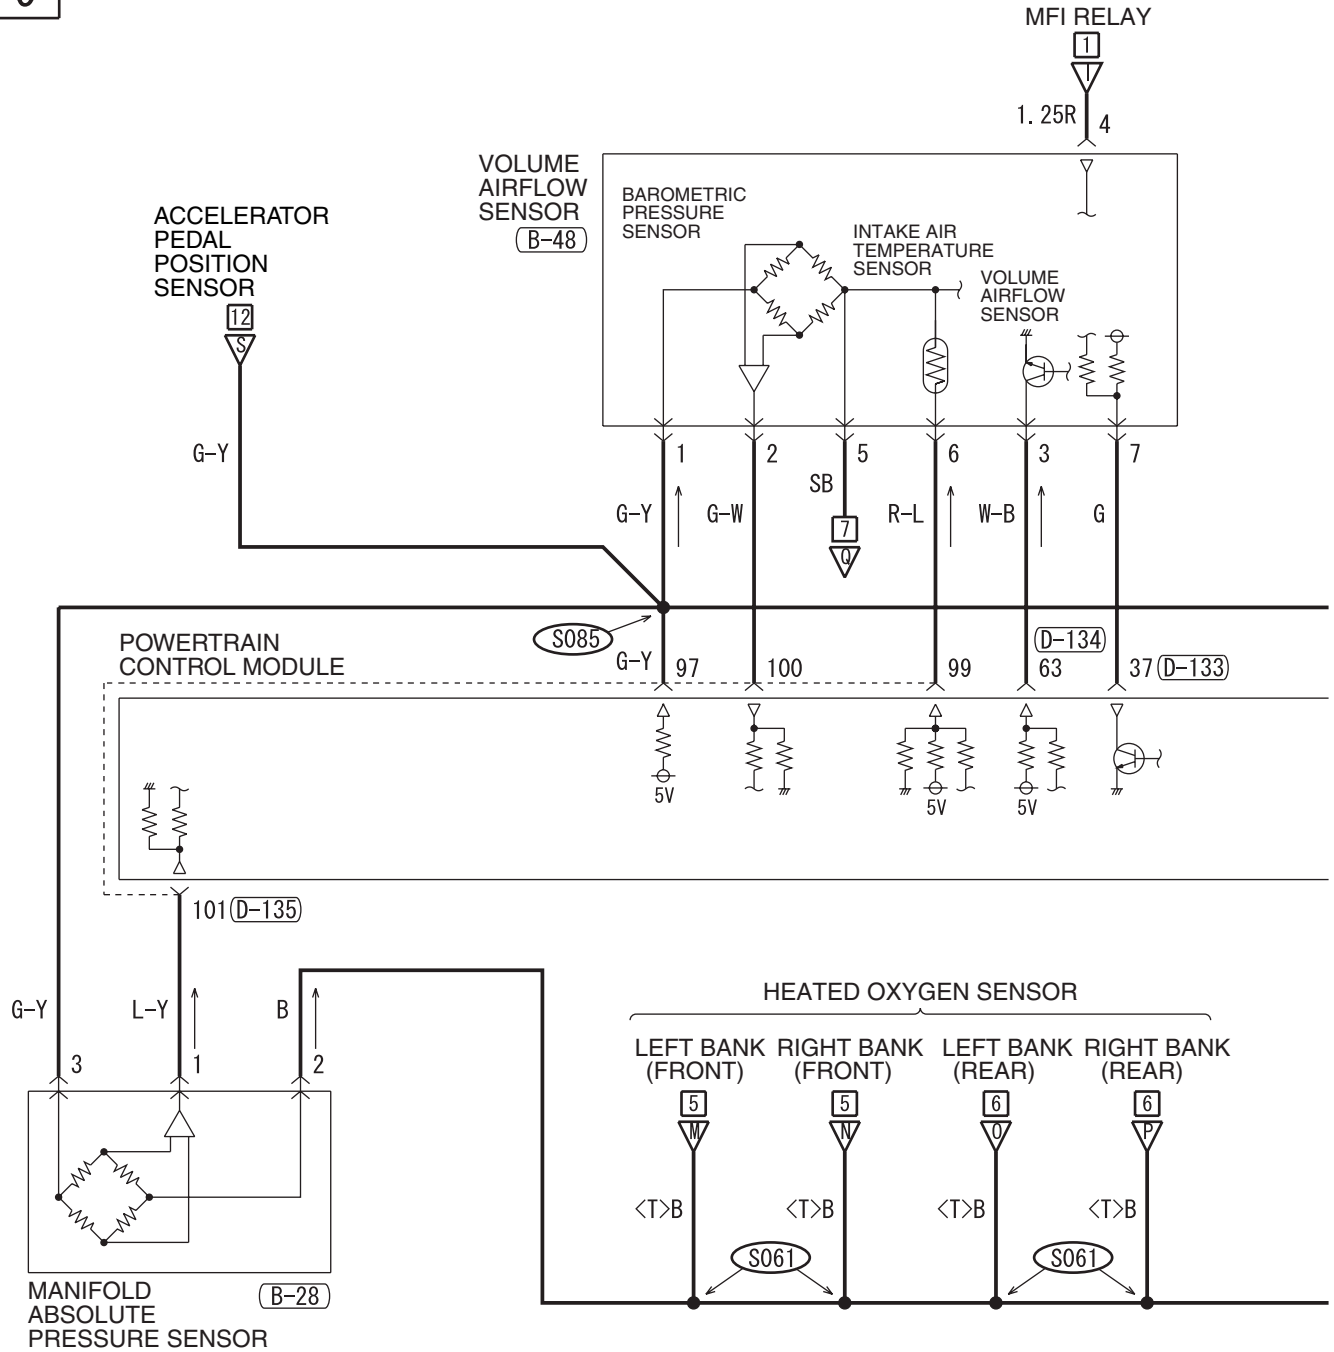 MFI RELAY
1
I
1.25R
4
VOLUME
AIRFLOW
SENSOR
B-48
BAROMETRIC
PRESSURE
SENSOR
INTAKE AIR
TEMPERATURE
SENSOR
VOLUME
AIRFLOW
SENSOR
ACCELERATOR
PEDAL
POSITION
SENSOR
12
S
G-Y
1
2
5
6
3
7
G-Y
G-W
SB
R-L
W-B
G
7
Q
S085
POWERTRAIN
CONTROL MODULE
G-Y
97
100
99
D-134
63
37
D-133
5V
5V
5V
101
D-135
G-Y
L-Y
B
3
1
2
MANIFOLD
ABSOLUTE
PRESSURE SENSOR
B-28
HEATED OXYGEN SENSOR
LEFT BANK
(FRONT)
RIGHT BANK
(FRONT)
LEFT BANK
(REAR)
RIGHT BANK
(REAR)
5
5
6
6
M
N
O
P
<T>B
<T>B
<T>B
<T>B
S061
S061